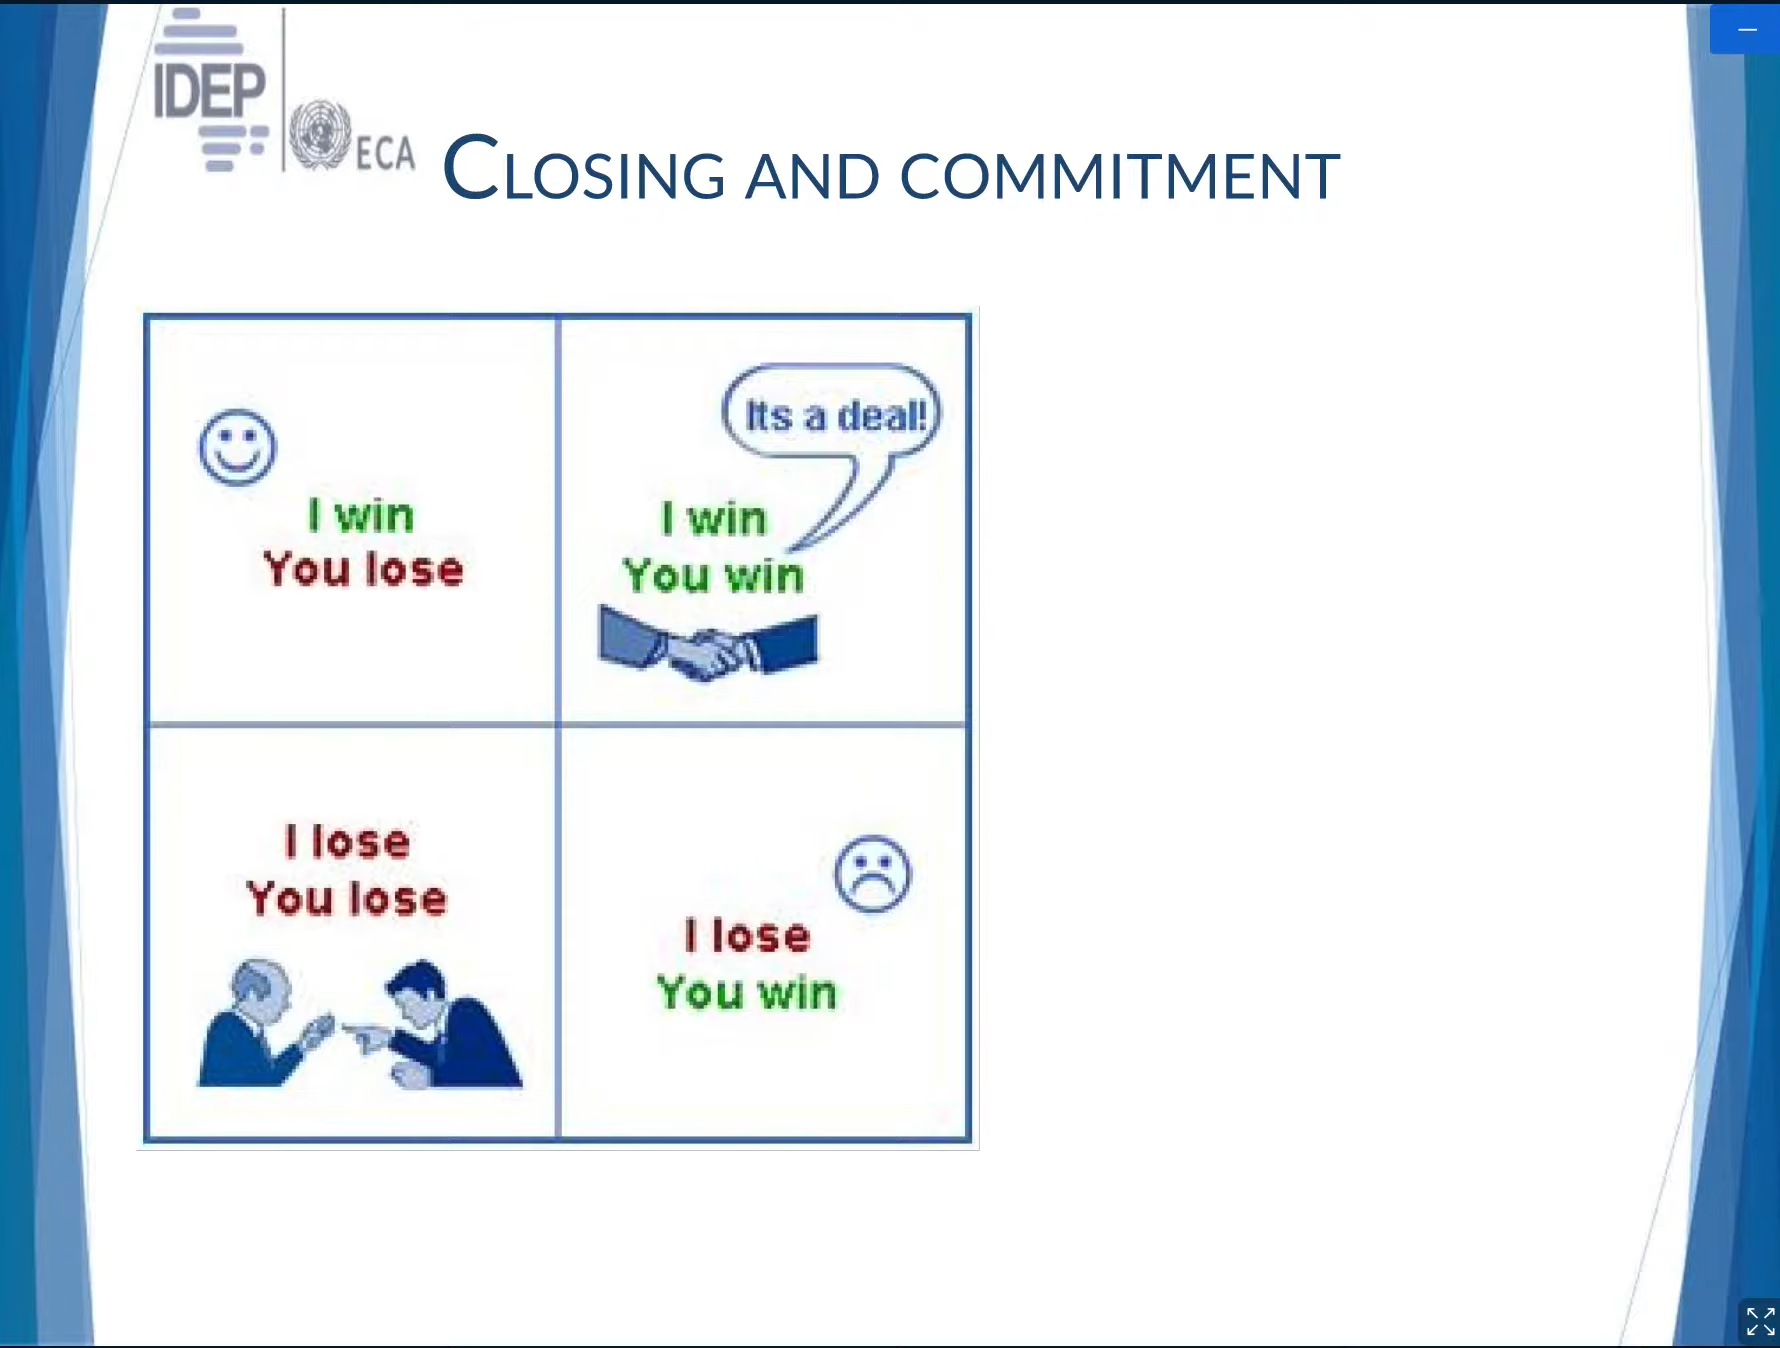 IDEP
ECA
CLOSING AND COMMITMENT
I win
You lose
Its a deal!
I win
You win
I lose
You lose
I lose
You win